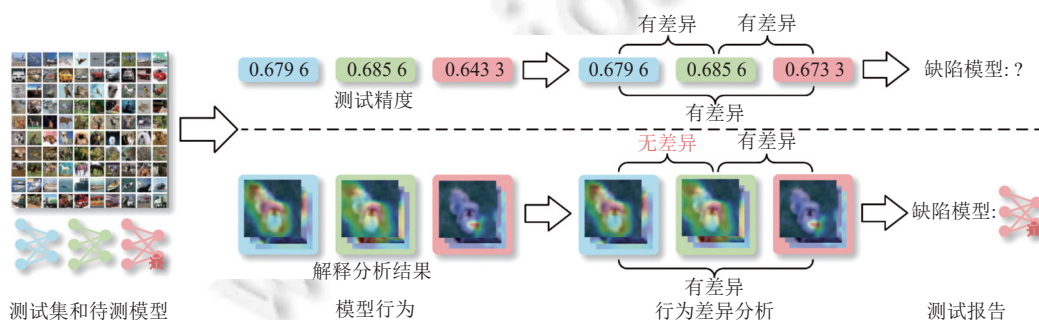 有差异 有差异
0.679 6 0.685 6 0.643 3 0.679 6 0.685 6 0.673 3 缺陷模型: ?
测试精度
有差异
无差异 有差异
缺陷模型:
解释分析结果
有差异
测试集和待测模型 模型行为 行为差异分析 测试报告